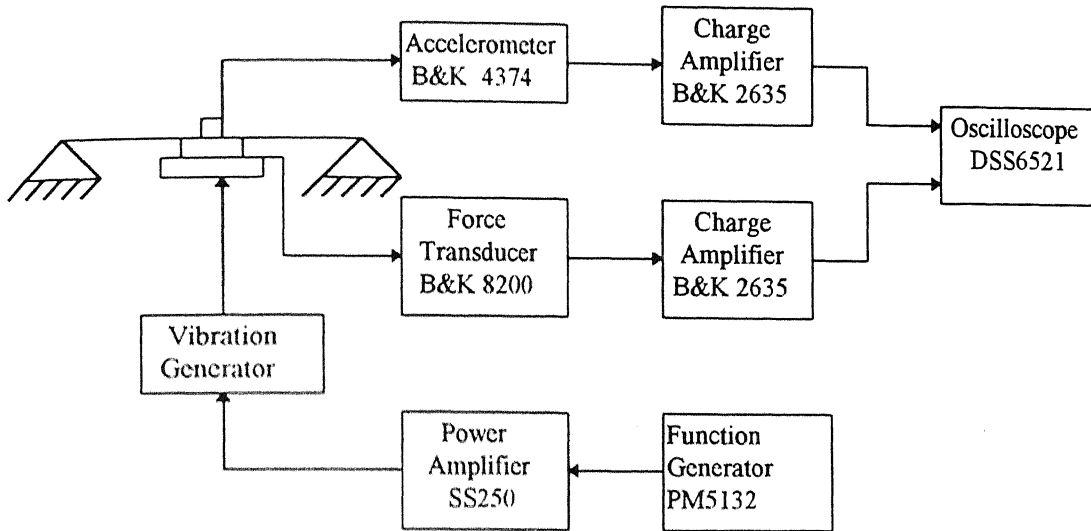 Accelerometer
B&K 4374
Charge
Amplifier
B&K 2635
Oscilloscope
DSS6521
Force
Transducer
B&K 8200
Charge
Amplifier
B&K 2635
Vibration
Generator
Power
Amplifier
SS250
Function
Generator
PM5132